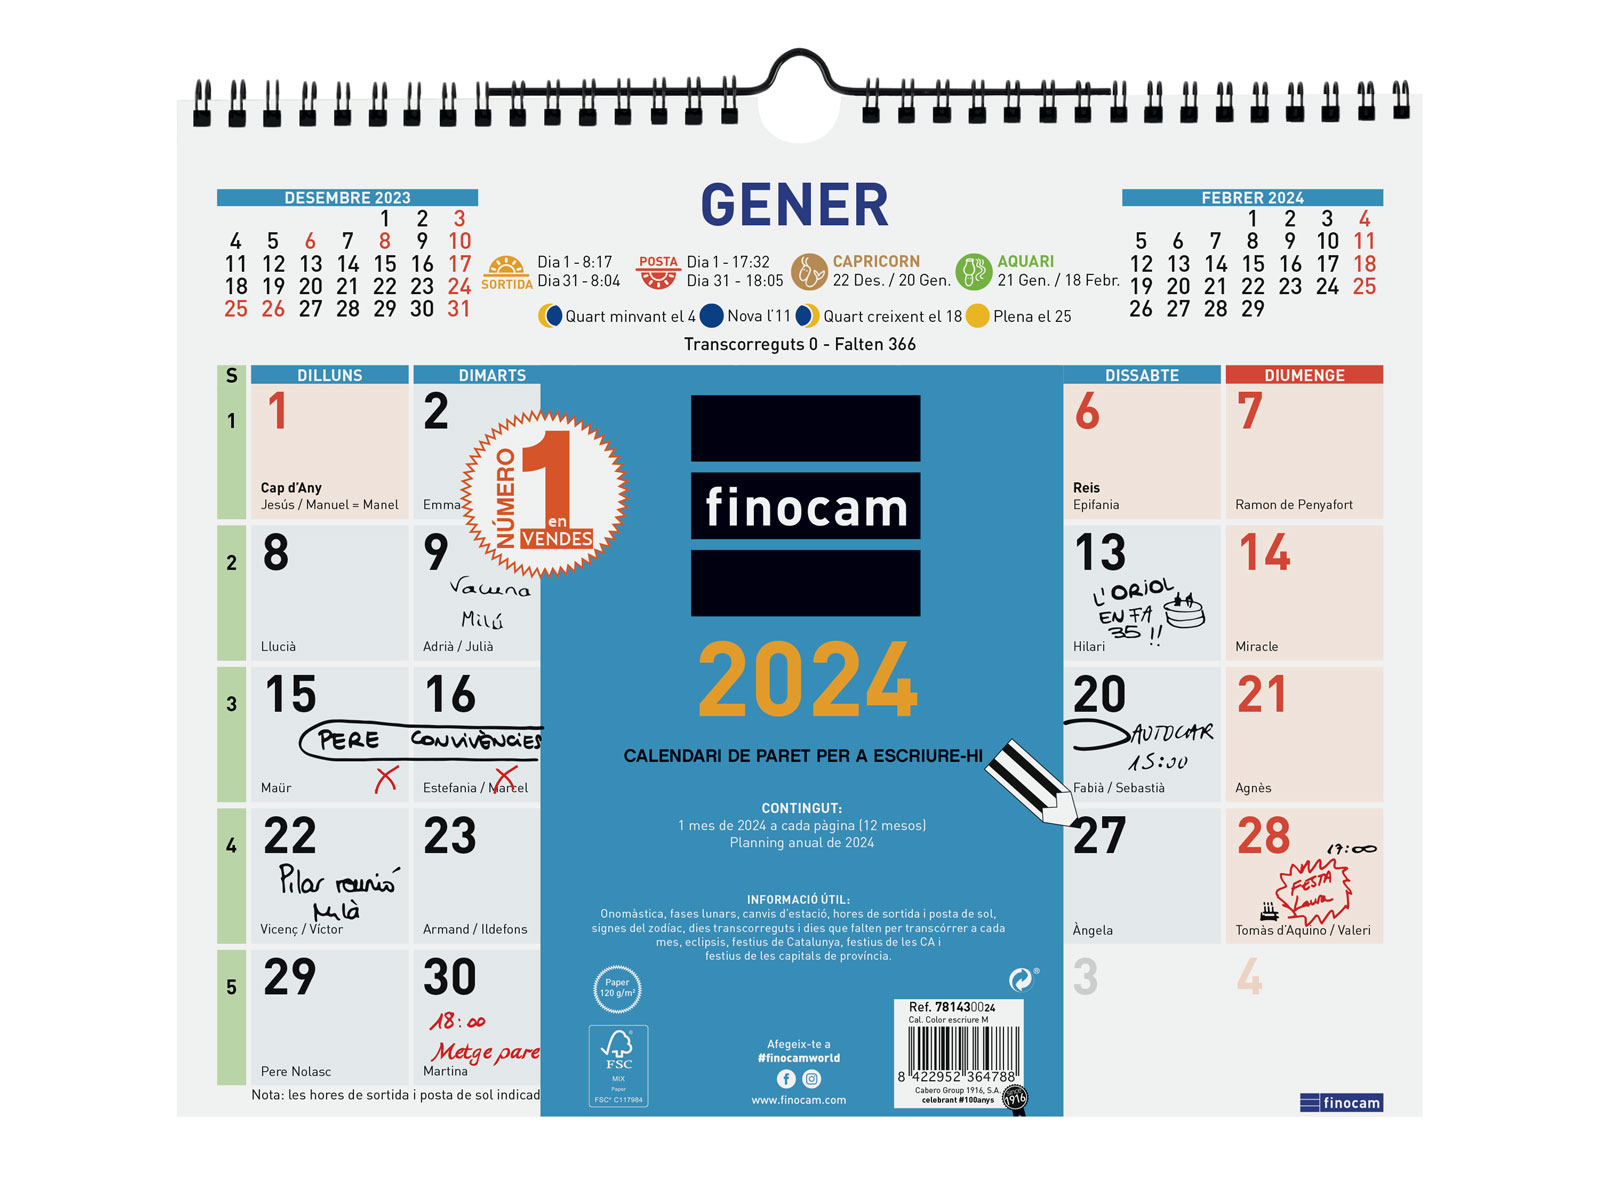 GENER
DESEMBRE 2023
1 2 3
4 5 6 7 8 9 10
11 12 13 14 15 16 17
18 19 20 21 22 23 24
25 26 27 28 29 30 31
SORTIDA
Dia 1 - 8:17
Dia 31 - 8:04
POSTA
Dia 1 - 17:32
Dia 31 - 18:05
CAPRICORN
22 Des. / 20 Gen.
AQUARI
21 Gen. / 18 Febr.
Quart minvant el 4 Nova l'11 Quart creixent el 18 Plena el 25
Transcorreguts 0 - Falten 366
FEBRER 2024
1 2 3 4
5 6 7 8 9 10 11
12 13 14 15 16 17 18
19 20 21 22 23 24 25
26 27 28 29
S DILLUNS DIMARTS DISSABTE DIUMENGE
1 1 2 6 7
Cap d'Any Reis
Jesús / Manuel = Manel Emma Epifania Ramon de Penyafort
2 8 9 13 14
Vacuna
Milú
L'ORIOL
EN FA
35 !!
Llucià Adrià / Julià Hilari Miracle
3 15 16 20 21
PERE CONVIVÈNCIES AUTOCAR
15:00
Maür Estefania / Marcel Fabià / Sebastià Agnès
4 22 23 27 28
Pilar reunió
Milà
17:00
FESTA
Laura
Vicenç / Víctor Armand / Ildefons Àngela Tomàs d'Aquino / Valeri
5 29 30 3 4
18:00
Metge pare
Pere Nolasc Martina
Nota: les hores de sortida i posta de sol indicad
finocam
NÚMERO
1
en
VENDES
finocam
2024
CALENDARI DE PARET PER A ESCRIURE-HI
CONTINGUT:
1 mes de 2024 a cada pàgina (12 mesos)
Planning anual de 2024
INFORMACIÓ ÚTIL:
Onomàstica, fases lunars, canvis d'estació, hores de sortida i posta de sol,
signes del zodíac, dies transcorreguts i dies que falten per transcórrer a cada
mes, eclipsis, festius de Catalunya, festius de les CA i
festius de les capitals de província.
Paper
120 g/m²
FSC
MIX
Paper
FSC® C117984
Afegeix-te a
#finocamworld
www.finocam.com
Ref. 781430024
Cal. Color escriure M
8 422952 364788
Cabero Group 1916, S.A.
celebrant #100anys
1916